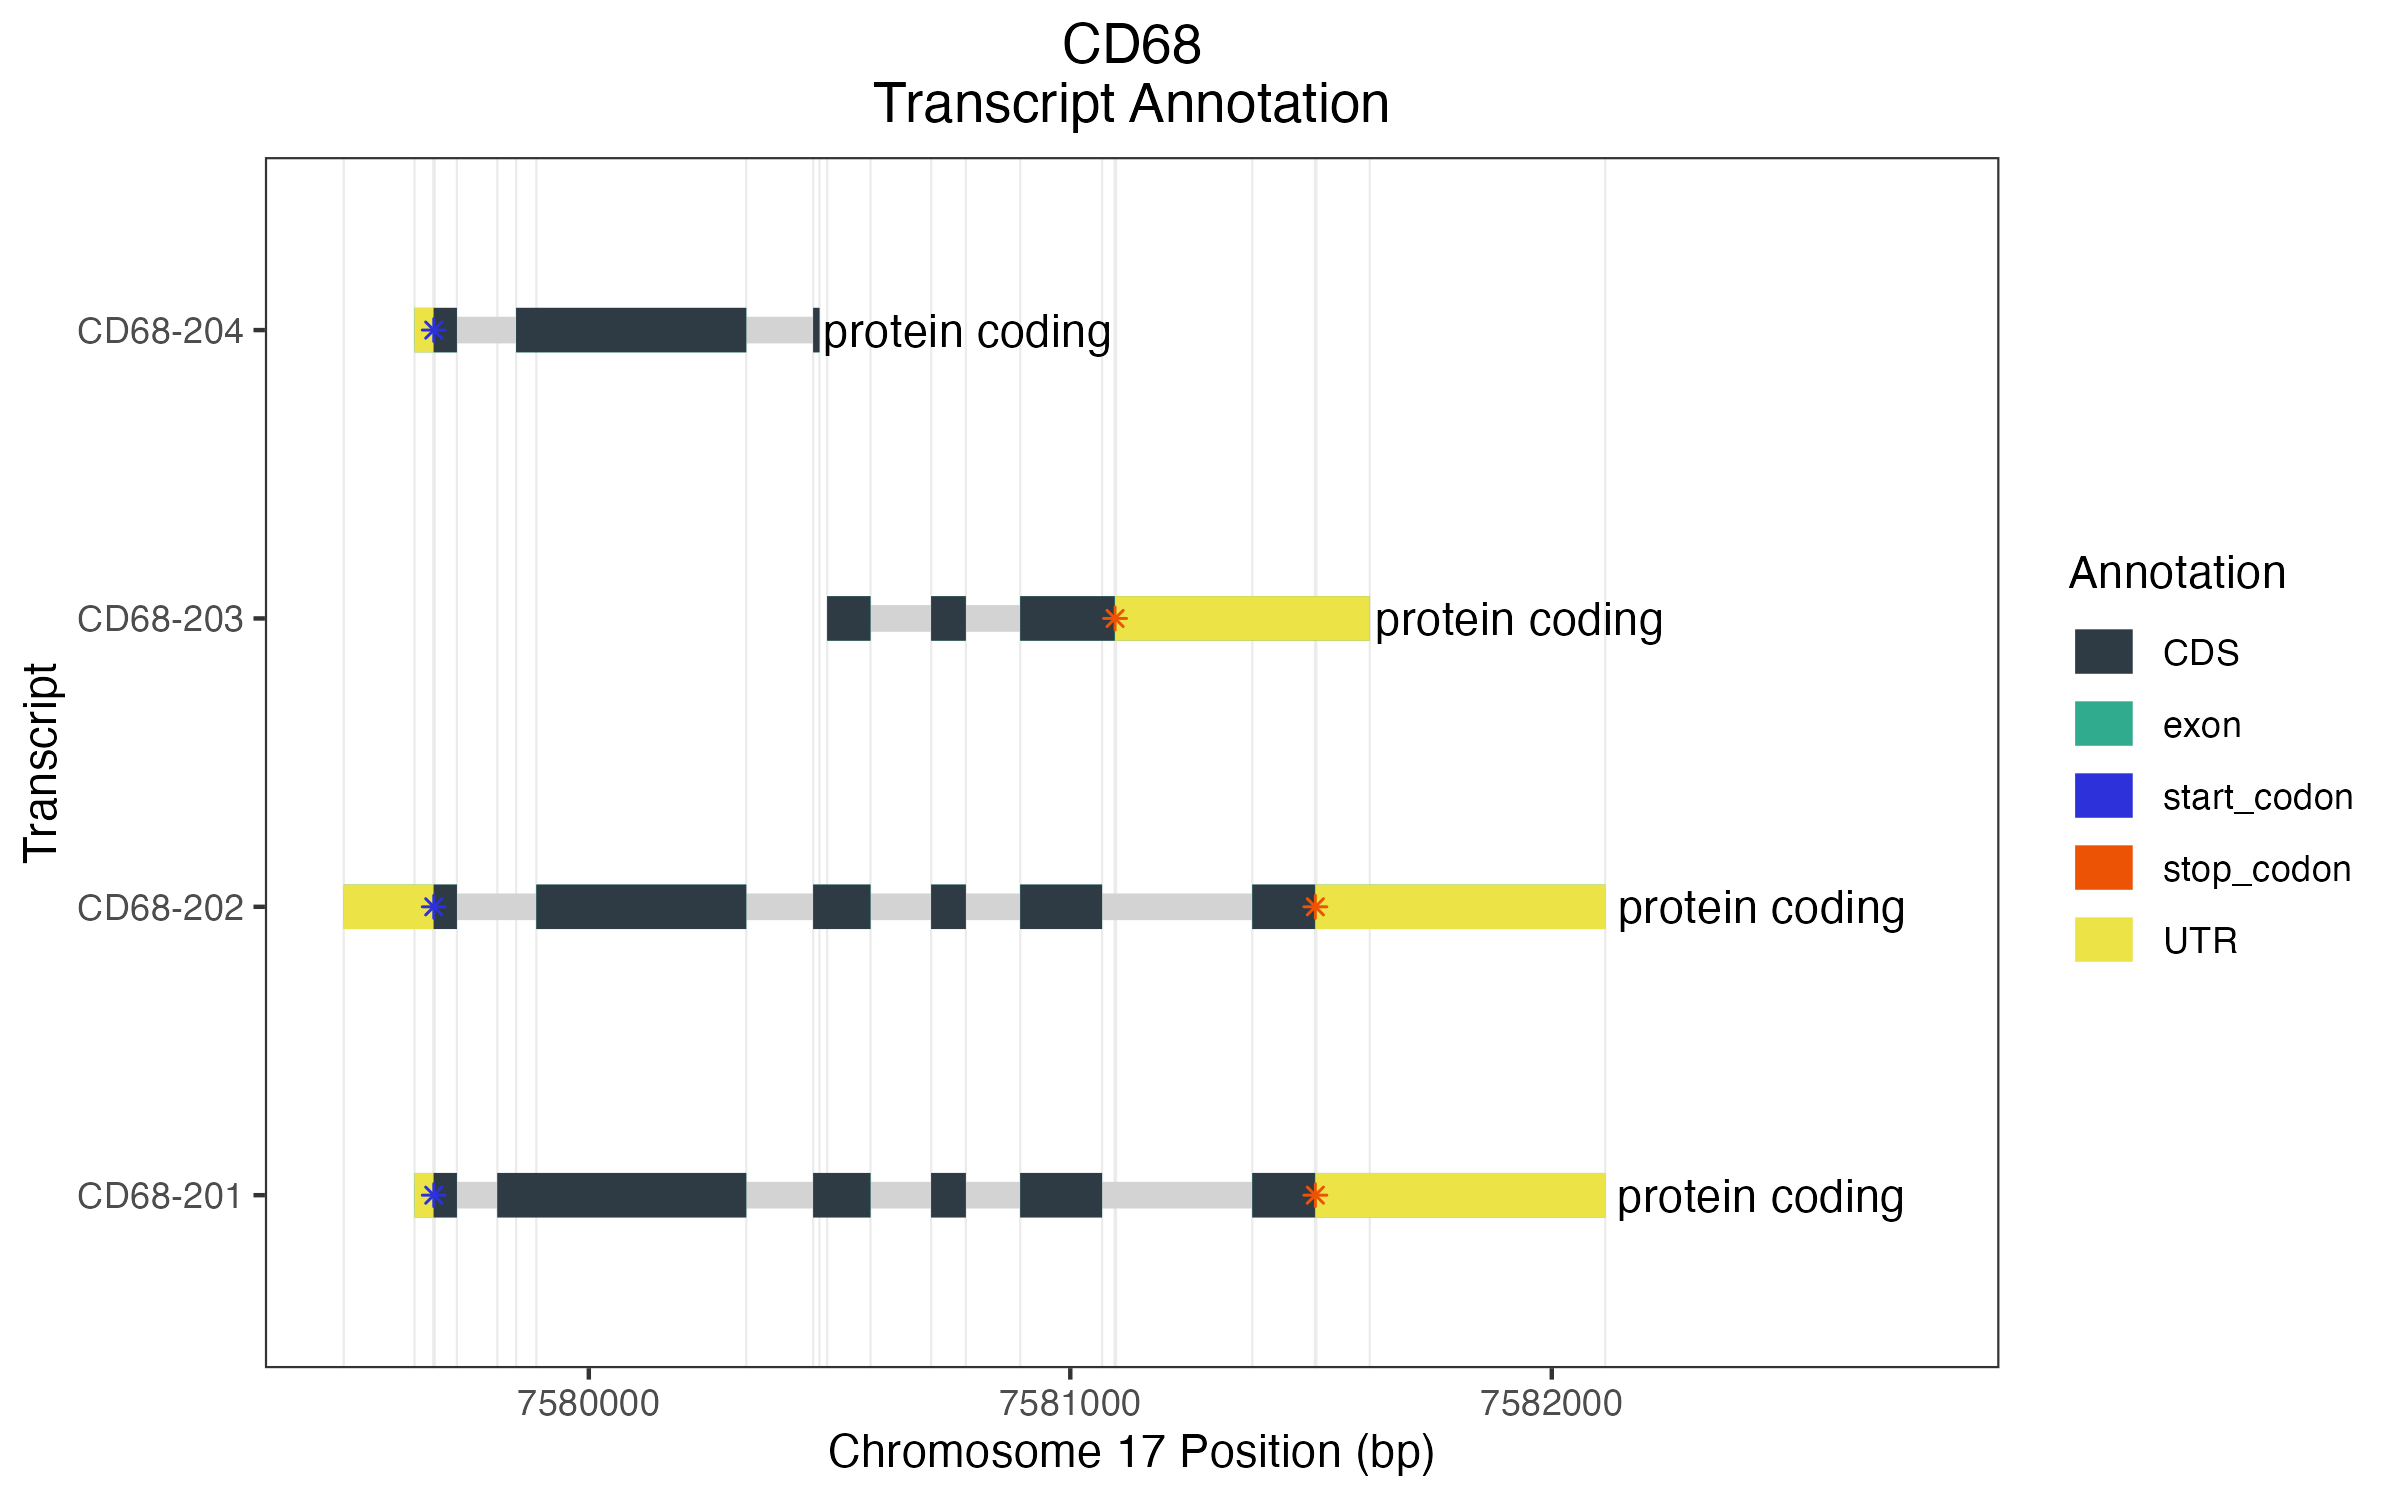 CD68
Transcript Annotation
Transcript
CD68-204
protein coding
CD68-203
protein coding
CD68-202
protein coding
CD68-201
protein coding
7580000
7581000
7582000
Chromosome 17 Position (bp)
Annotation
CDS
exon
start_codon
stop_codon
UTR